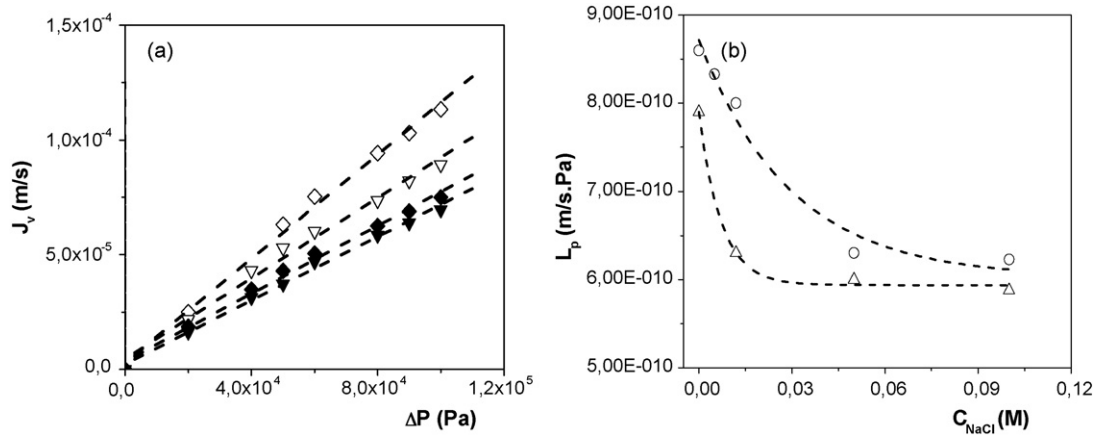 (a)
1,5x10⁻⁴
1,0x10⁻⁴
5,0x10⁻⁵
0,0
Jᵥ (m/s)
0,0
4,0x10⁴
8,0x10⁴
1,2x10⁵
ΔP (Pa)
(b)
9,00E-010
8,00E-010
7,00E-010
6,00E-010
5,00E-010
Lₚ (m/s.Pa)
0,00
0,03
0,06
0,09
0,12
C_NaCl (M)